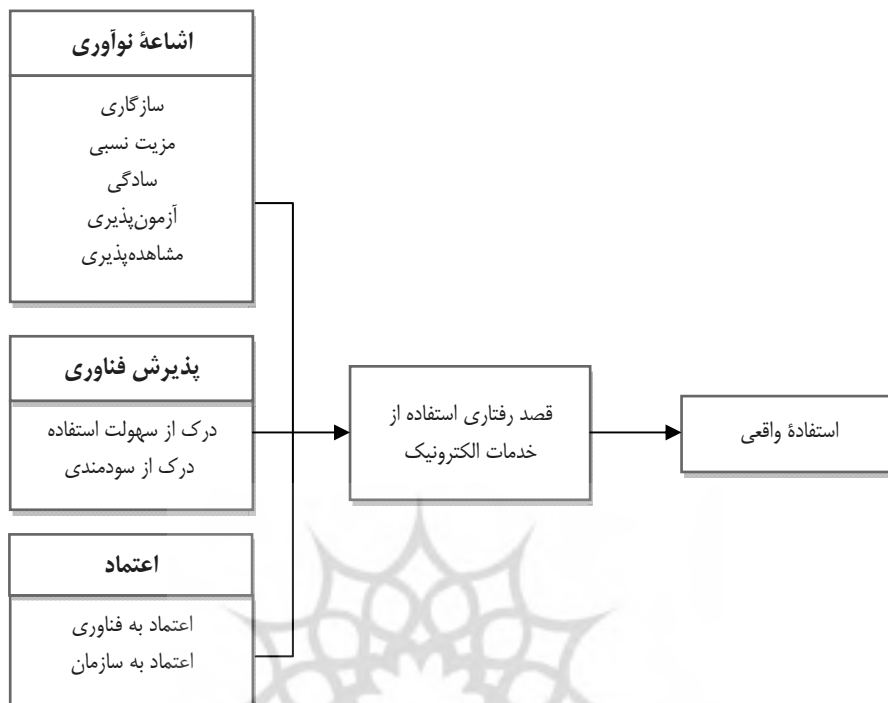 اشاعهٔ نوآوری
سازگاری
مزیت نسبی
سادگی
آزمون‌پذیری
مشاهده‌پذیری
پذیرش فناوری
درک از سهولت استفاده
درک از سودمندی
اعتماد
اعتماد به فناوری
اعتماد به سازمان
قصد رفتاری استفاده از
خدمات الکترونیک
استفادهٔ واقعی